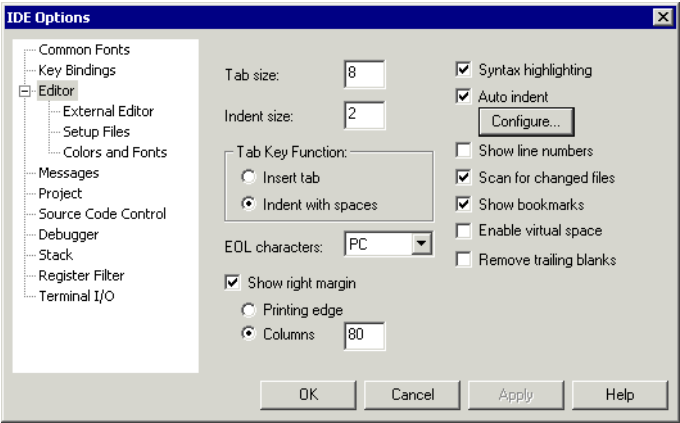 IDE Options
Common Fonts
Key Bindings
Editor
External Editor
Setup Files
Colors and Fonts
Messages
Project
Source Code Control
Debugger
Stack
Register Filter
Terminal I/O
Tab size: 8
Indent size: 2
Tab Key Function:
Insert tab
Indent with spaces
EOL characters: PC
Show right margin
Printing edge
Columns 80
Syntax highlighting
Auto indent
Configure...
Show line numbers
Scan for changed files
Show bookmarks
Enable virtual space
Remove trailing blanks
OK Cancel Apply Help